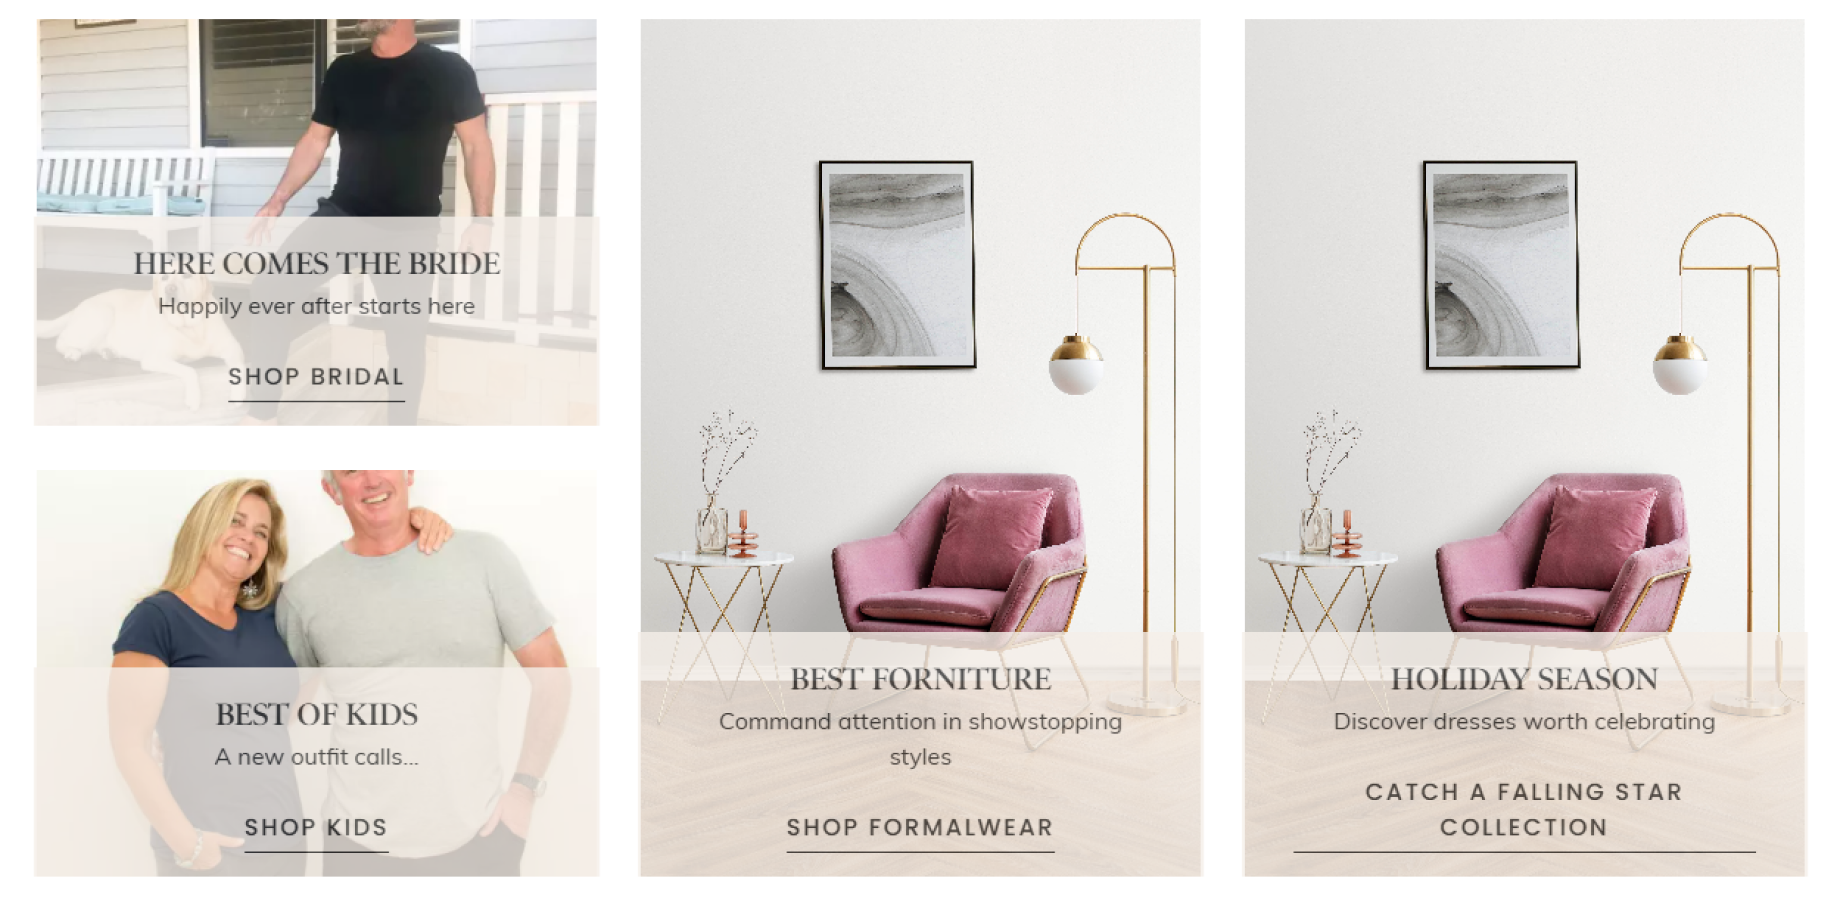 HERE COMES THE BRIDE
Happily ever after starts here
SHOP BRIDAL
BEST OF KIDS
A new outfit calls...
SHOP KIDS
BEST FORNITURE
Command attention in showstopping
styles
SHOP FORMALWEAR
HOLIDAY SEASON
Discover dresses worth celebrating
CATCH A FALLING STAR
COLLECTION